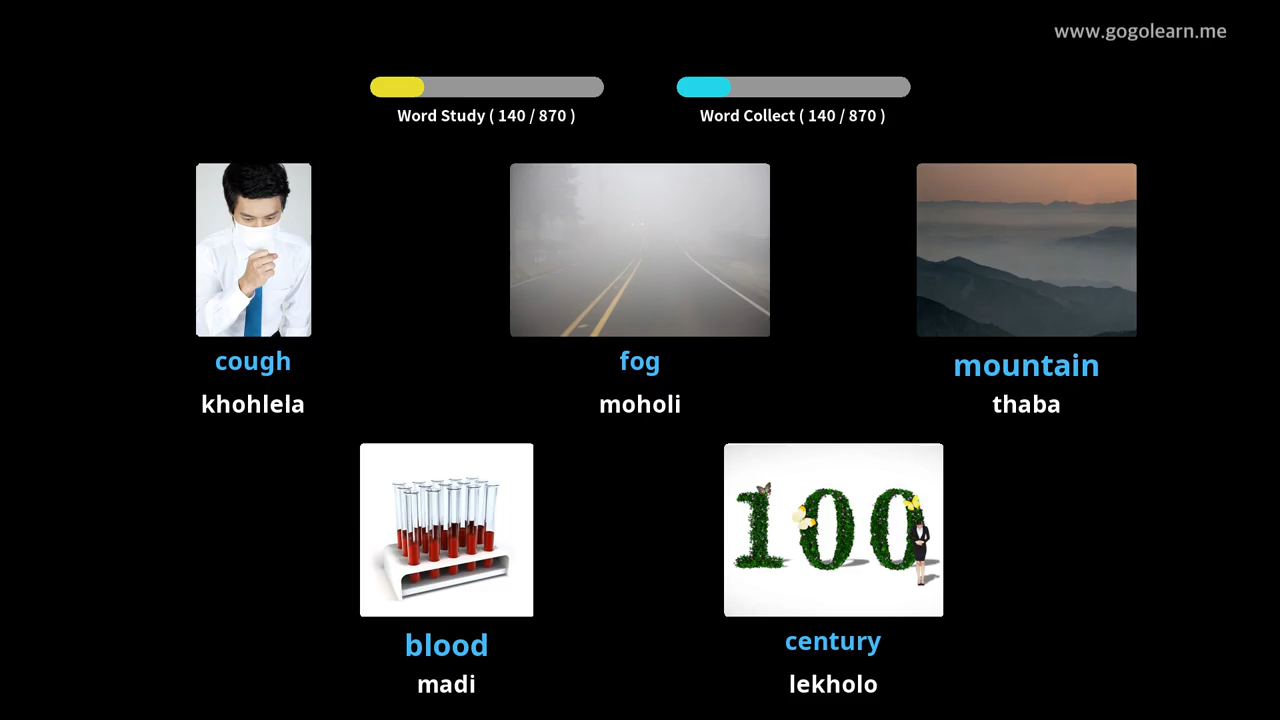 www.gogolearn.me
Word Study ( 140 / 870 )
Word Collect ( 140 / 870 )
cough
fog
mountain
khohlela
moholi
thaba
100
blood
century
madi
lekholo